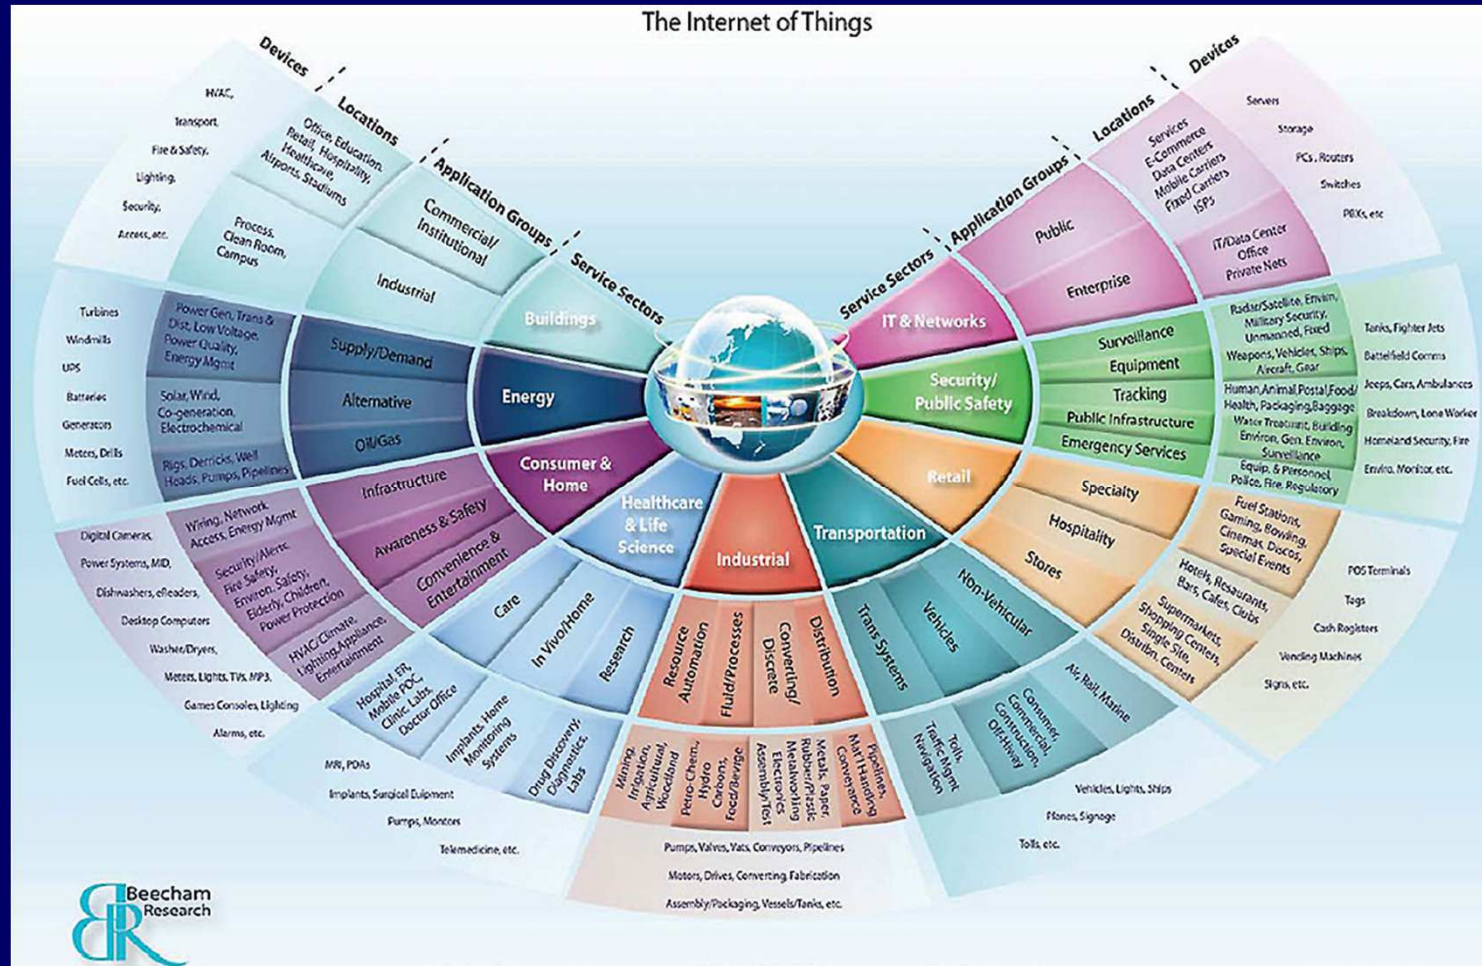 The Internet of Things
Devices
Locations
Application Groups
Service Sectors
HVAC,
Transport,
Fire & Safety,
Lighting,
Security,
Access, etc.
Office, Education,
Retail, Hospitality,
Healthcare,
Airports, Stadiums
Process,
Clean Room,
Campus
Commercial/
Institutional
Industrial
Buildings
Turbines
Windmills
UPS
Batteries
Generators
Meters, Drills
Fuel Cells, etc.
Power Gen, Trans &
Dist, Low Voltage,
Power Quality,
Energy Mgmt
Solar, Wind,
Co-generation,
Electrochemical
Rigs, Derricks, Well
Heads, Pumps, Pipelines
Supply/Demand
Alternative
Oil/Gas
Energy
Digital Cameras,
Power Systems, MID,
Dishwashers, eReaders,
Desktop Computers
Washer/Dryers,
Meters, Lights, TVs, MP3,
Games Consoles, Lighting
Alarms, etc.
Wiring, Network
Access, Energy Mgmt
Security/Alerts
Fire Safety,
Environ. Safety,
Elderly, Children,
Power Protection
HVAC/Climate,
Lighting, Appliance,
Entertainment
Infrastructure
Awareness & Safety
Convenience &
Entertainment
Consumer &
Home
MRI, PDAs
Implants, Surgical Euipment
Pumps, Monitors
Telemedicine, etc.
Hospital, ER,
Mobile POC,
Clinic, Labs,
Doctor Office
Implants, Home
Monitoring
Systems
Drug Discovery,
Diagnostics,
Labs
Care
In Vivo/Home
Research
Healthcare
& Life
Science
Industrial
Resource
Automation
Fluid/Processes
Converting/
Discrete
Distribution
Mining,
Irrigation,
Agricultural,
Woodland
Petro-Chem.,
Hydro
Carbons,
Food/Bevrge
Metals, Paper,
Rubber/Plastic
Metalworking
Electronics
Assembly/Test
Pipelines,
Mat'l Handling
Conveyance
Pumps, Valves, Vats, Conveyors, Pipelines
Motors, Drives, Converting, Fabrication
Assembly/Packaging, Vessels/Tanks, etc.
Transportation
Trans Systems
Vehicles
Non-Vehicular
Tolls,
Traffic Mgmt
Navigation
Consumer,
Commercial,
Construction,
Off-Hiway
Air, Rail, Marine
Vehicles, Lights, Ships
Planes, Signage
Tolls, etc.
Retail
Specialty
Hospitality
Stores
Fuel Stations,
Gaming, Bowling,
Cinemas, Discos,
Special Events
Hotels, Resaurants,
Bars, Cafes, Clubs
Supermarkets,
Shopping Centers,
Single Site,
Distribn. Centers
POS Terminals
Tags
Cash Registers
Vending Machines
Signs, etc.
Security/
Public Safety
Surveillance
Equipment
Tracking
Public Infrastructure
Emergency Services
Radar/Satellite, Envirn,
Military Security,
Unmanned, Fixed
Weapons, Vehicles, Ships,
Aircraft, Gear
Human, Animal, Postal, Food/
Health, Packaging, Baggage
Water Treatmnt, Building
Environ, Gen. Environ,
Surveillance
Equip. & Personnel,
Police, Fire, Regulatory
Tanks, Fighter Jets
Battelfield Comms
Jeeps, Cars, Ambulances
Breakdown, Lone Worker
Homeland Security, Fire
Enviro. Monitor, etc.
IT & Networks
Public
Enterprise
Services
E-Commerce
Data Centers
Mobile Carriers
Fixed Carriers
ISPs
IT/Data Center
Office
Private Nets
Servers
Storage
PCs, Routers
Switches
PBXs, etc
Devices
Locations
Application Groups
Service Sectors
BR
Beecham
Research